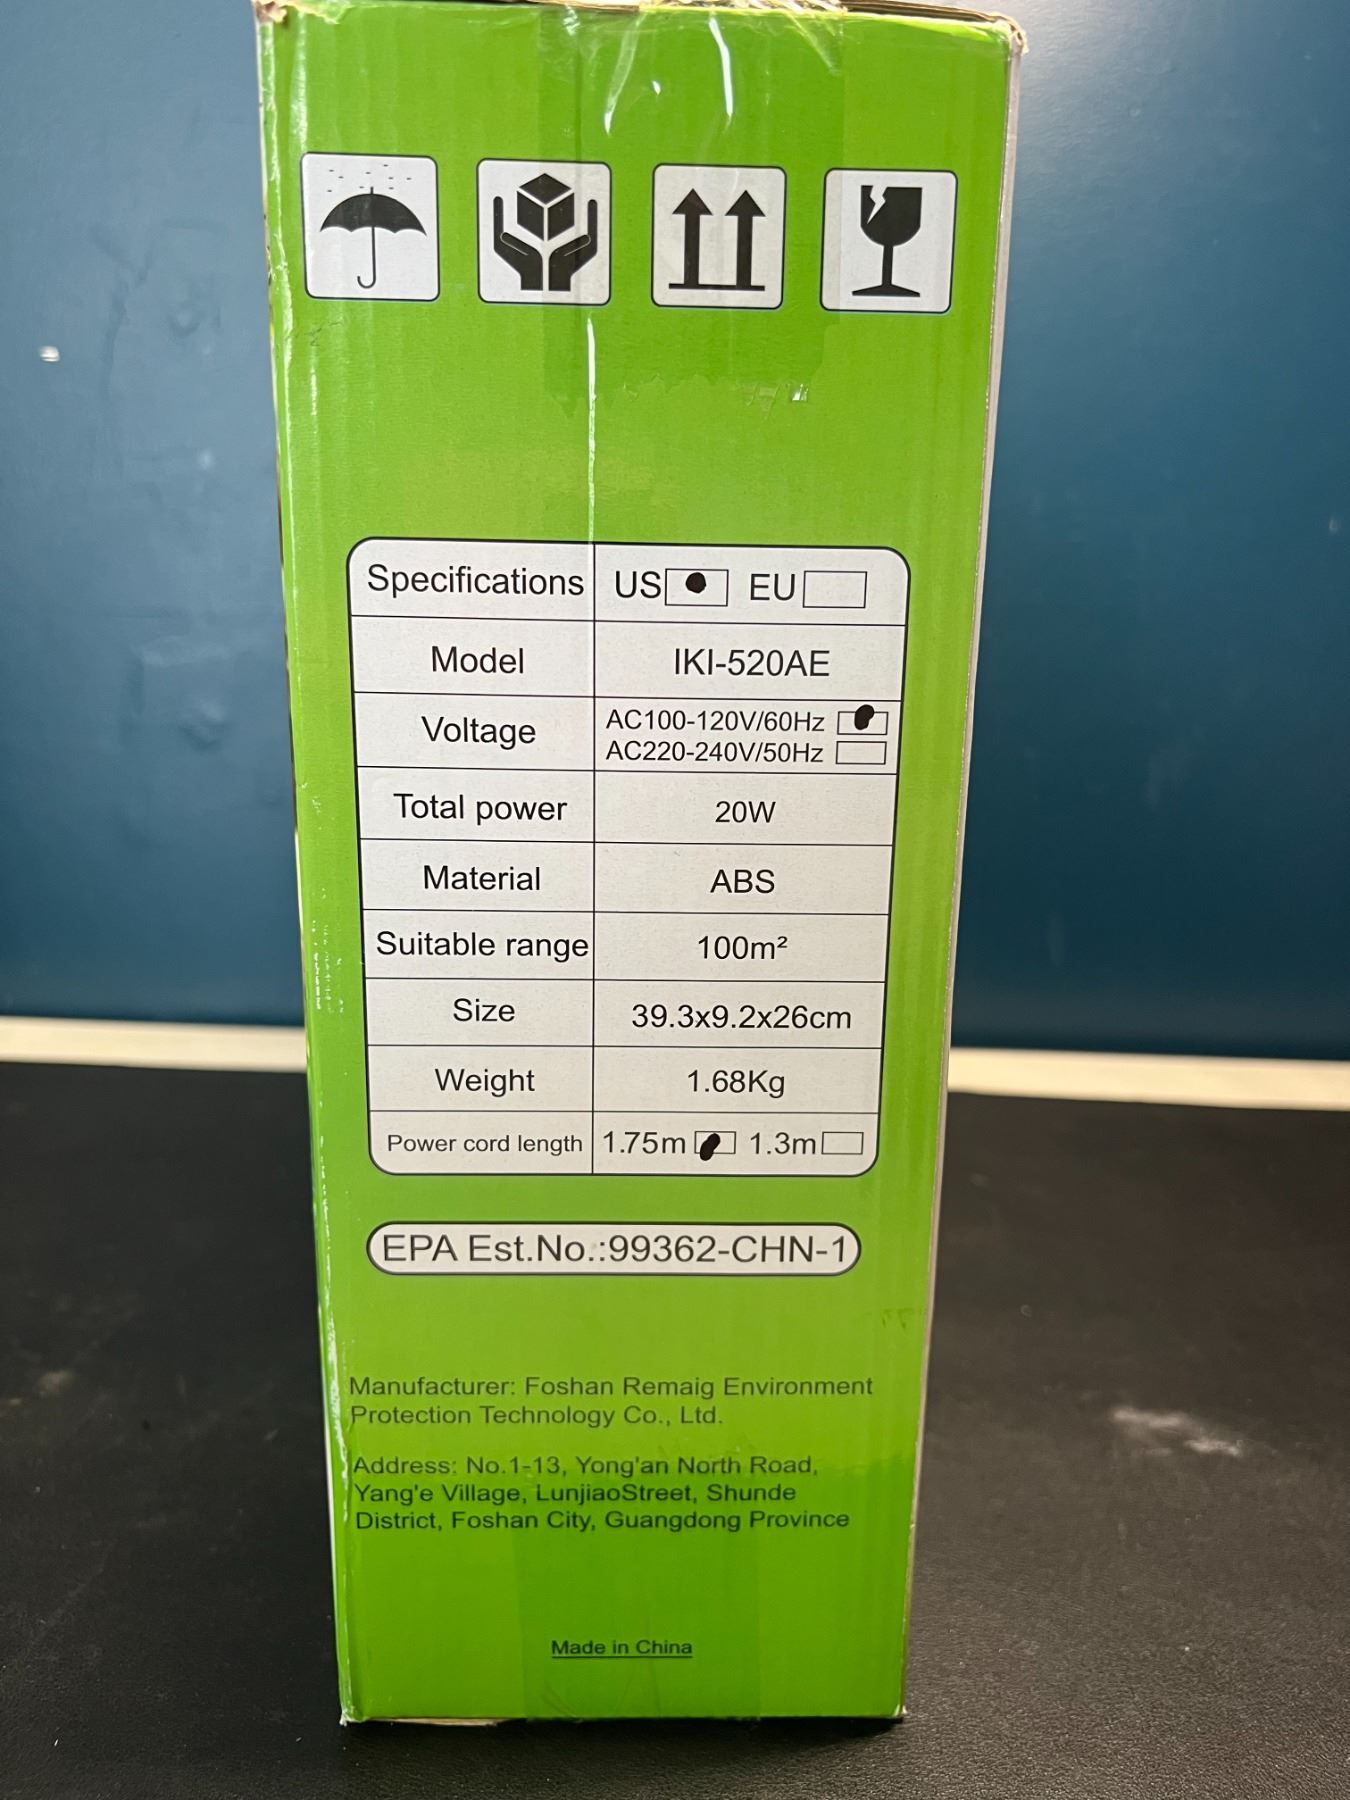 Specifications US EU
Model IKI-520AE
Voltage AC100-120V/60Hz
AC220-240V/50Hz
Total power 20W
Material ABS
Suitable range 100m²
Size 39.3x9.2x26cm
Weight 1.68Kg
Power cord length 1.75m 1.3m
EPA Est.No.:99362-CHN-1
Manufacturer: Foshan Remaig Environment
Protection Technology Co., Ltd.
Address: No.1-13, Yong'an North Road,
Yang'e Village, LunjiaoStreet, Shunde
District, Foshan City, Guangdong Province
Made in China